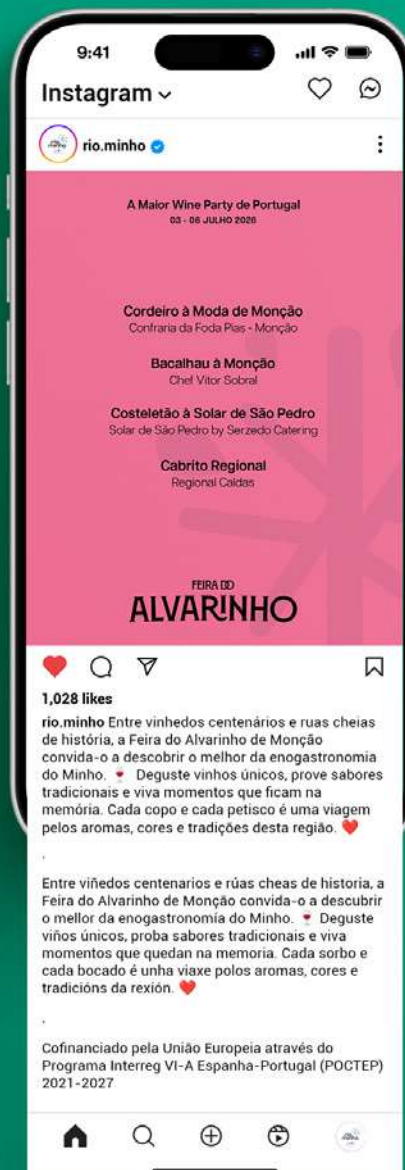 9:41
Instagram
rio.minho
A Maior Wine Party de Portugal
03 - 06 JULHO 2026
Cordeiro à Moda de Monção
Confraria da Foda Pias - Monção
Bacalhau à Monção
Chef Vitor Sobral
Costeletão à Solar de São Pedro
Solar de São Pedro by Serzedo Catering
Cabrito Regional
Regional Caldas
FEIRA DO
ALVARINHO
1,028 likes
rio.minho Entre vinhedos centenários e ruas cheias
de história, a Feira do Alvarinho de Monção
convida-o a descobrir o melhor da enogastronomia
do Minho. 🍷 Deguste vinhos únicos, prove sabores
tradicionais e viva momentos que ficam na
memória. Cada copo e cada petisco é uma viagem
pelos aromas, cores e tradições desta região. ❤️
.
Entre viñedos centenarios e rúas cheas de historia, a
Feira do Alvarinho de Monção convida-o a descubrir
o mellor da enogastronomía do Minho. 🍷 Deguste
viños únicos, proba sabores tradicionais e viva
momentos que quedan na memoria. Cada sorbo e
cada bocado é unha viaxe polos aromas, cores e
tradicións da rexión. ❤️
.
Cofinanciado pela União Europeia através do
Programa Interreg VI-A Espanha-Portugal (POCTEP)
2021-2027